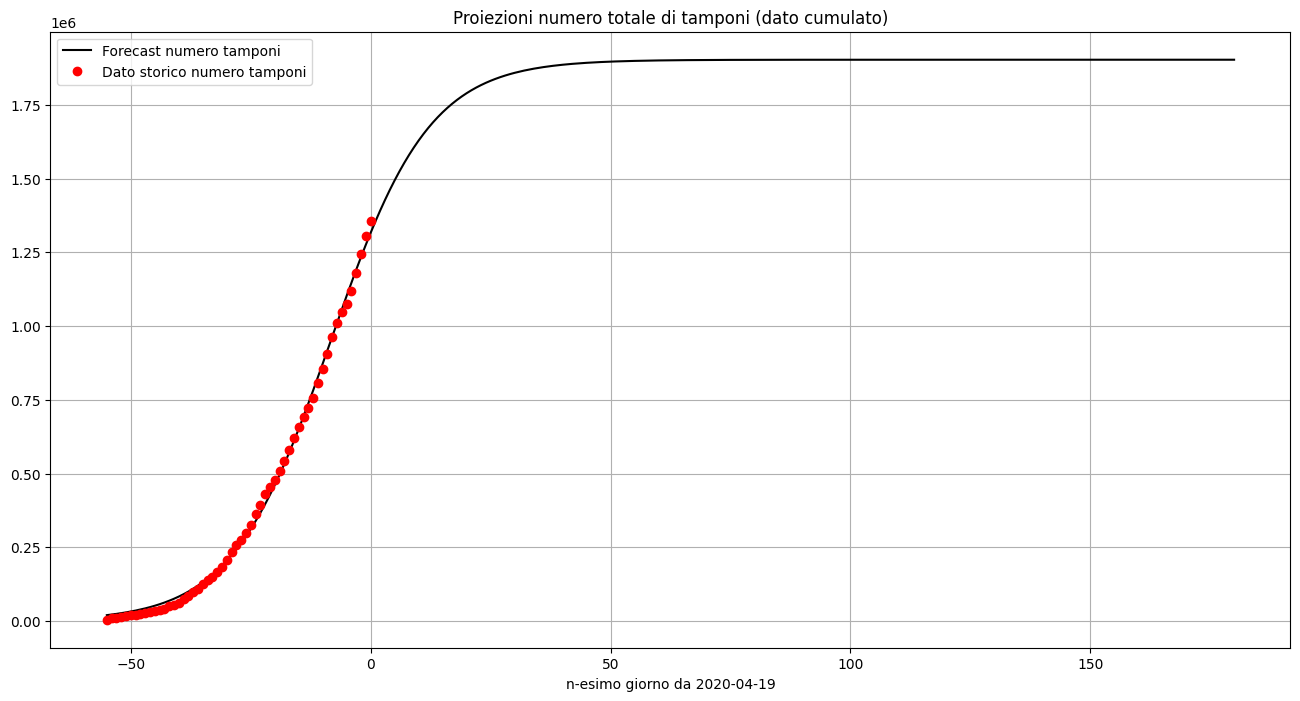 Proiezioni numero totale di tamponi (dato cumulato)
1e6
Forecast numero tamponi
Dato storico numero tamponi
1.75
1.50
1.25
1.00
0.75
0.50
0.25
0.00
−50 0 50 100 150
n-esimo giorno da 2020-04-19